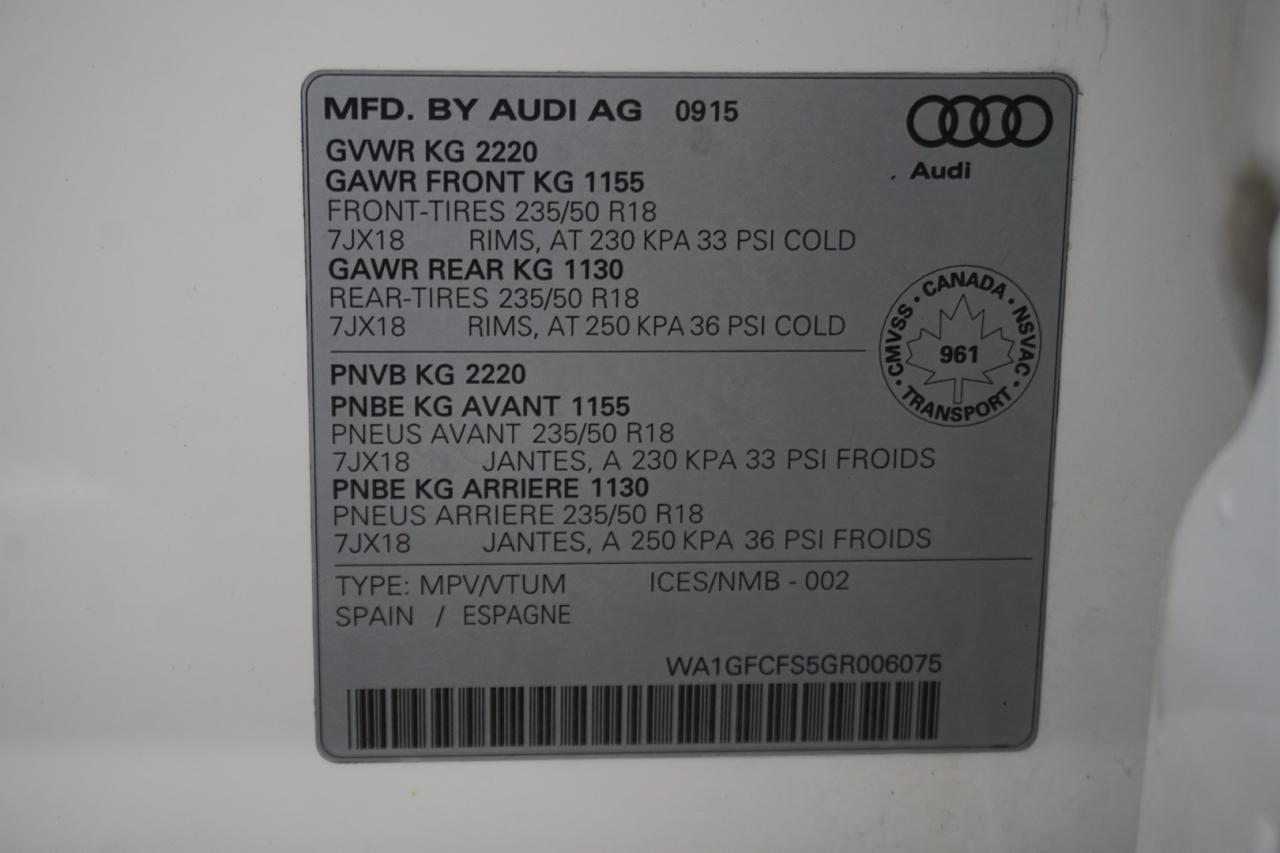 MFD. BY AUDI AG 0915
Audi
GVWR KG 2220
GAWR FRONT KG 1155
FRONT-TIRES 235/50 R18
7JX18 RIMS, AT 230 KPA 33 PSI COLD
GAWR REAR KG 1130
REAR-TIRES 235/50 R18
7JX18 RIMS, AT 250 KPA 36 PSI COLD
CMVSS • CANADA • NSVAC • TRANSPORT •
961
PNVB KG 2220
PNBE KG AVANT 1155
PNEUS AVANT 235/50 R18
7JX18 JANTES, A 230 KPA 33 PSI FROIDS
PNBE KG ARRIERE 1130
PNEUS ARRIERE 235/50 R18
7JX18 JANTES, A 250 KPA 36 PSI FROIDS
TYPE: MPV/VTUM ICES/NMB - 002
SPAIN / ESPAGNE
WA1GFCFS5GR006075